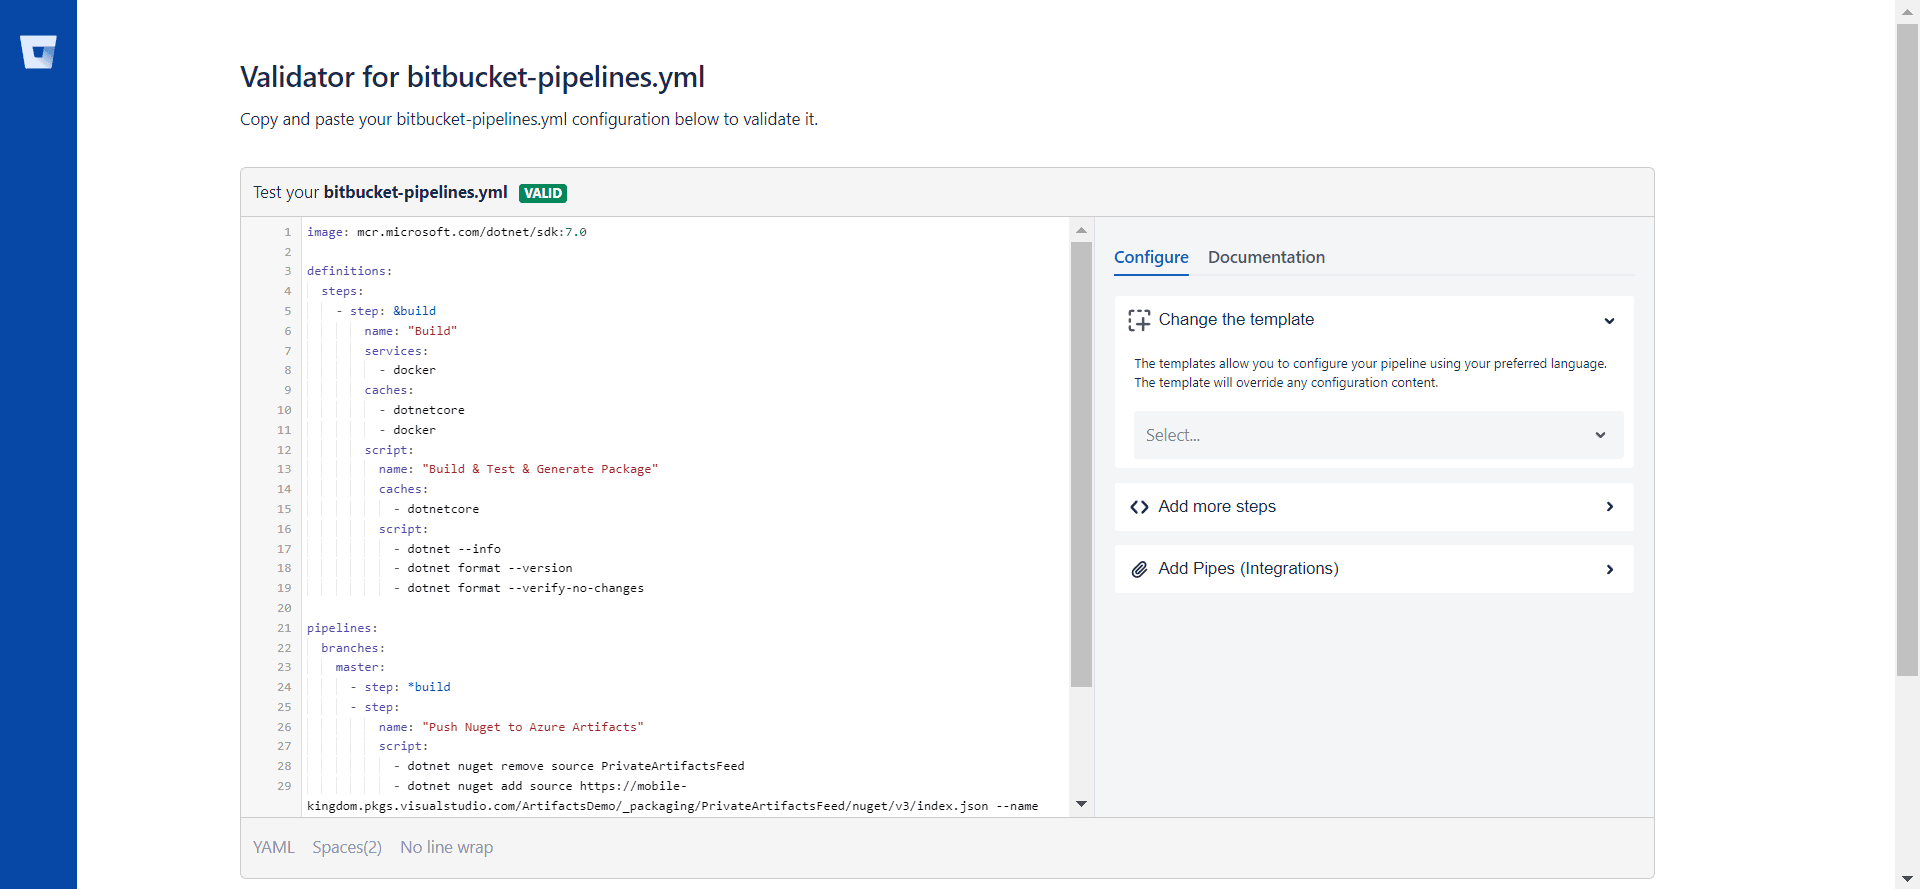 Validator for bitbucket-pipelines.yml
Copy and paste your bitbucket-pipelines.yml configuration below to validate it.
Test your bitbucket-pipelines.yml VALID
1 image: mcr.microsoft.com/dotnet/sdk:7.0
2
3 definitions:
4 steps:
5 - step: &build
6 name: "Build"
7 services:
8 - docker
9 caches:
10 - dotnetcore
11 - docker
12 script:
13 name: "Build & Test & Generate Package"
14 caches:
15 - dotnetcore
16 script:
17 - dotnet --info
18 - dotnet format --version
19 - dotnet format --verify-no-changes
20
21 pipelines:
22 branches:
23 master:
24 - step: *build
25 - step:
26 name: "Push Nuget to Azure Artifacts"
27 script:
28 - dotnet nuget remove source PrivateArtifactsFeed
29 - dotnet nuget add source https://mobile-
kingdom.pkgs.visualstudio.com/ArtifactsDemo/_packaging/PrivateArtifactsFeed/nuget/v3/index.json --name
Configure Documentation
Change the template
The templates allow you to configure your pipeline using your preferred language.
The template will override any configuration content.
Select...
Add more steps
Add Pipes (Integrations)
YAML Spaces(2) No line wrap